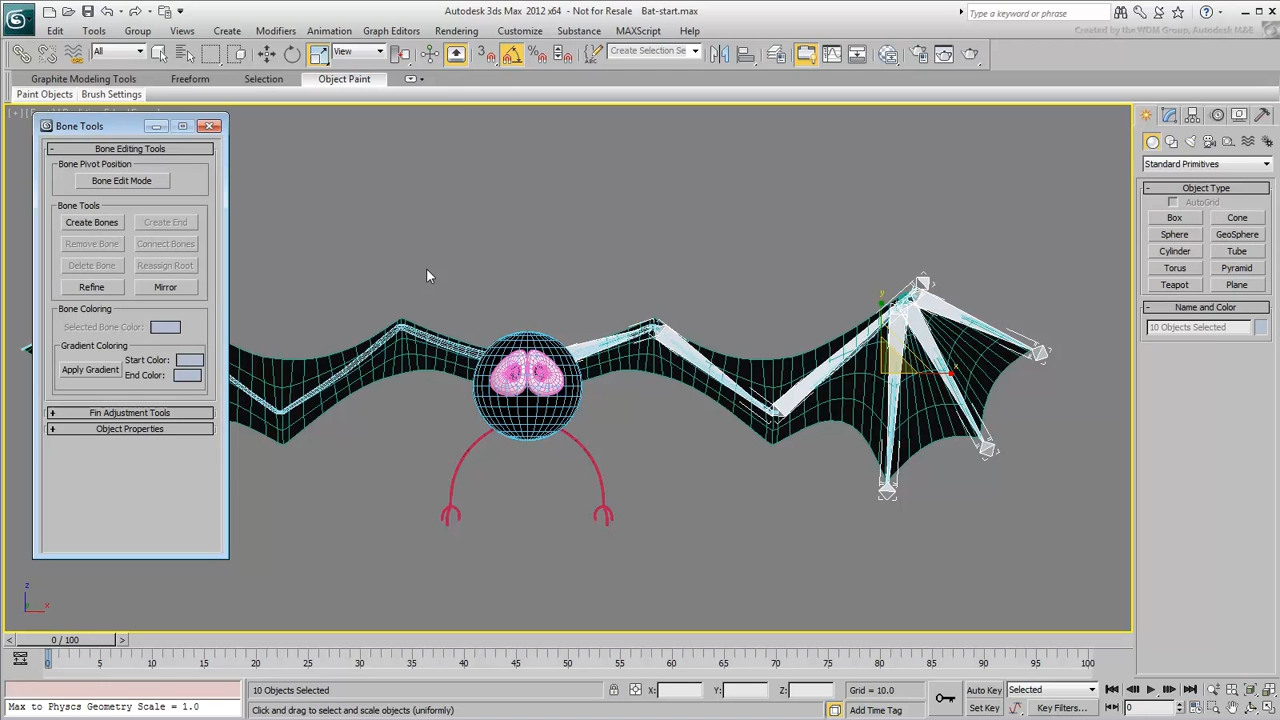 Autodesk 3ds Max 2012 x64 - Not for Resale Bat-start.max
Type a keyword or phrase
Edit Tools Group Views Create Modifiers Animation Graph Editors Rendering Customize Substance MAXScript Help
Created by the WDM Group, Autodesk M&E
All View 3 Create Selection Se
Graphite Modeling Tools Freeform Selection Object Paint
Paint Objects Brush Settings
Bone Tools
Bone Editing Tools
Bone Pivot Position
Bone Edit Mode
Bone Tools
Create Bones Create End
Remove Bone Connect Bones
Delete Bone Reassign Root
Refine Mirror
Bone Coloring
Selected Bone Color:
Gradient Coloring
Apply Gradient Start Color:
End Color:
Fin Adjustment Tools
Object Properties
y
x
z
x
Standard Primitives
Object Type
AutoGrid
Box Cone
Sphere GeoSphere
Cylinder Tube
Torus Pyramid
Teapot Plane
Name and Color
10 Objects Selected
0 / 100
0 5 10 15 20 25 30 35 40 45 50 55 60 65 70 75 80 85 90 95 100
10 Objects Selected X: Y: Z: Grid = 10.0 Auto Key Selected
Max to Physcs Geometry Scale = 1.0 Click and drag to select and scale objects (uniformly) Add Time Tag Set Key Key Filters... 0